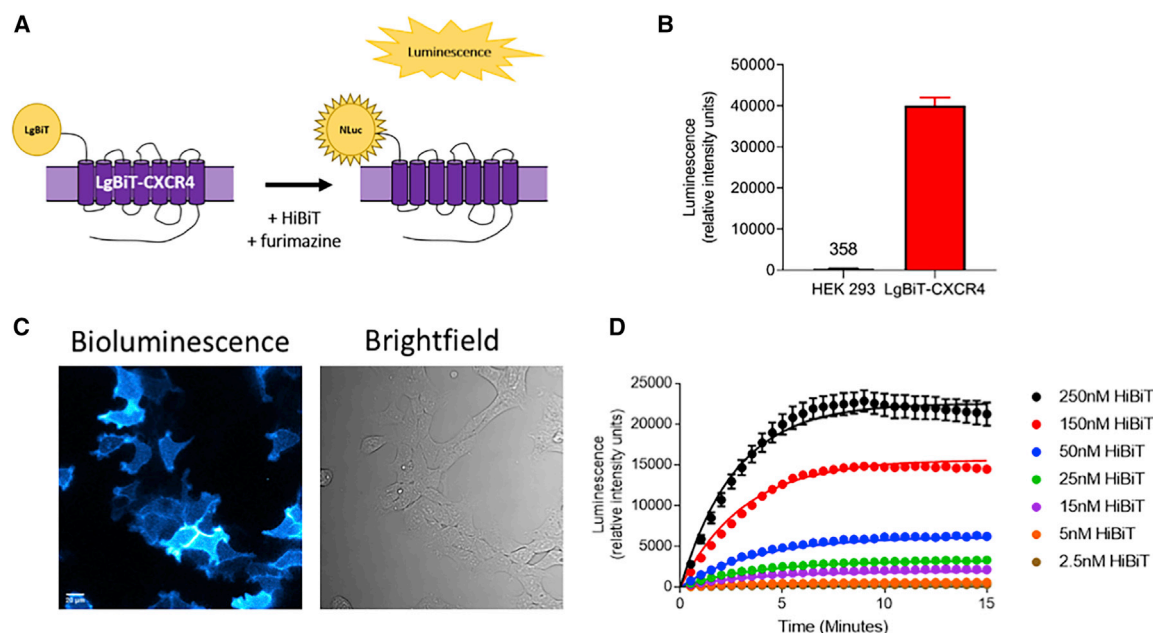 A
Luminescence
LgBiT
NLuc
LgBiT-CXCR4
+ HiBiT
+ furimazine
B
50000
40000
30000
20000
10000
0
Luminescence
(relative intensity units)
358
HEK 293 LgBiT-CXCR4
C
Bioluminescence Brightfield
20 μm
D
25000
20000
15000
10000
5000
0
Luminescence
(relative intensity units)
0 5 10 15
Time (Minutes)
250nM HiBiT
150nM HiBiT
50nM HiBiT
25nM HiBiT
15nM HiBiT
5nM HiBiT
2.5nM HiBiT